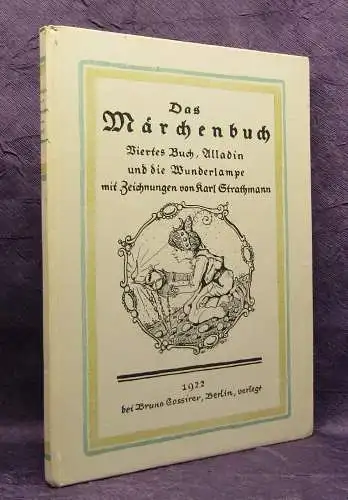 Das
Märchenbuch
Viertes Buch, Alladin
und die Wunderlampe
mit Zeichnungen von Karl Strathmann
1922
bei Bruno Cassirer, Berlin, verlegt